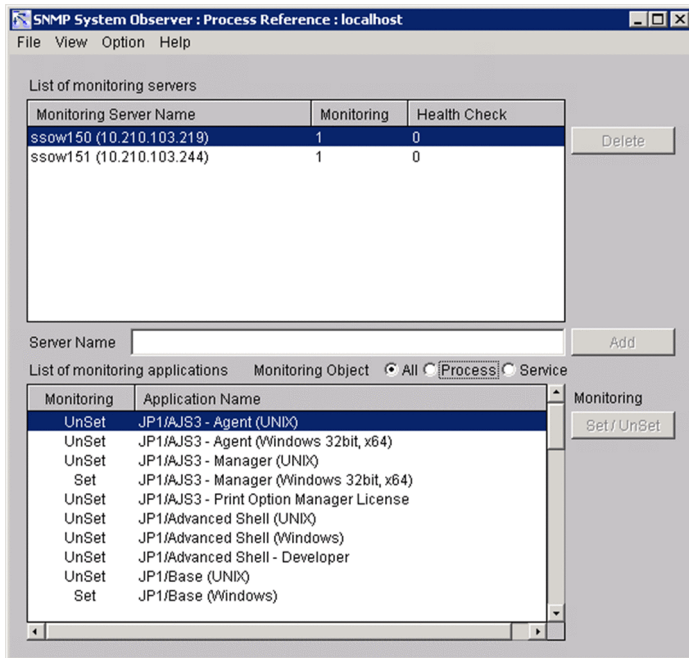 SNMP System Observer : Process Reference : localhost
File View Option Help
List of monitoring servers
Monitoring Server Name Monitoring Health Check
ssow150 (10.210.103.219) 1 0
Delete
ssow151 (10.210.103.244) 1 0
Server Name Add
List of monitoring applications Monitoring Object All Process Service
Monitoring Application Name
Monitoring
UnSet JP1/AJS3 - Agent (UNIX)
Set / UnSet
UnSet JP1/AJS3 - Agent (Windows 32bit, x64)
UnSet JP1/AJS3 - Manager (UNIX)
Set JP1/AJS3 - Manager (Windows 32bit, x64)
UnSet JP1/AJS3 - Print Option Manager License
UnSet JP1/Advanced Shell (UNIX)
UnSet JP1/Advanced Shell (Windows)
UnSet JP1/Advanced Shell - Developer
UnSet JP1/Base (UNIX)
Set JP1/Base (Windows)